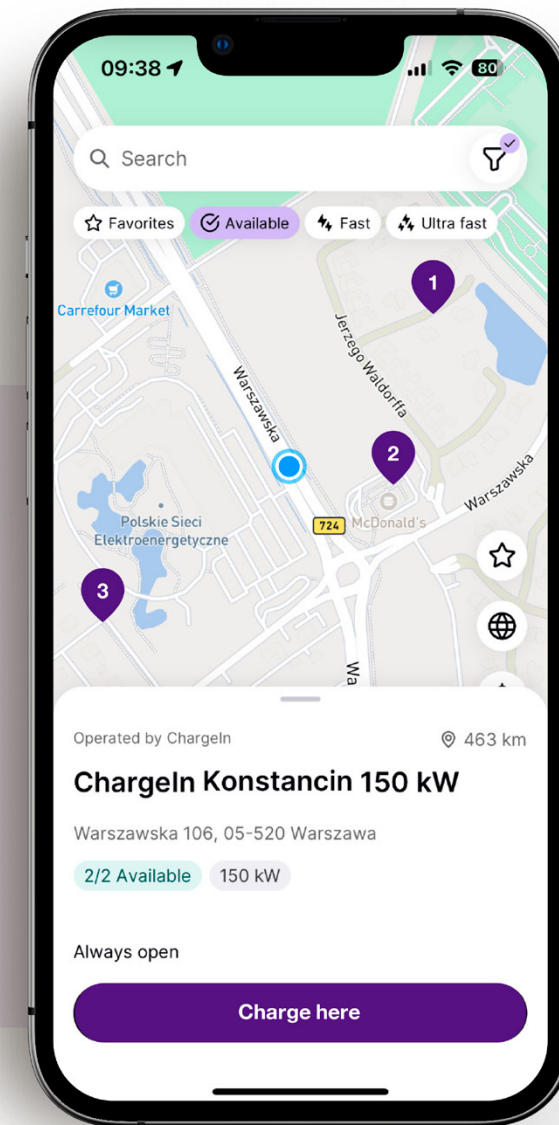 09:38
80
Search
Favorites
Available
Fast
Ultra fast
1
Carrefour Market
Jerzego Waldorffa
Warszawska
2
724
McDonald's
Warszawska
Polskie Sieci
Elektroenergetyczne
3
Wa
Operated by ChargeIn
463 km
ChargeIn Konstancin 150 kW
Warszawska 106, 05-520 Warszawa
2/2 Available
150 kW
Always open
Charge here